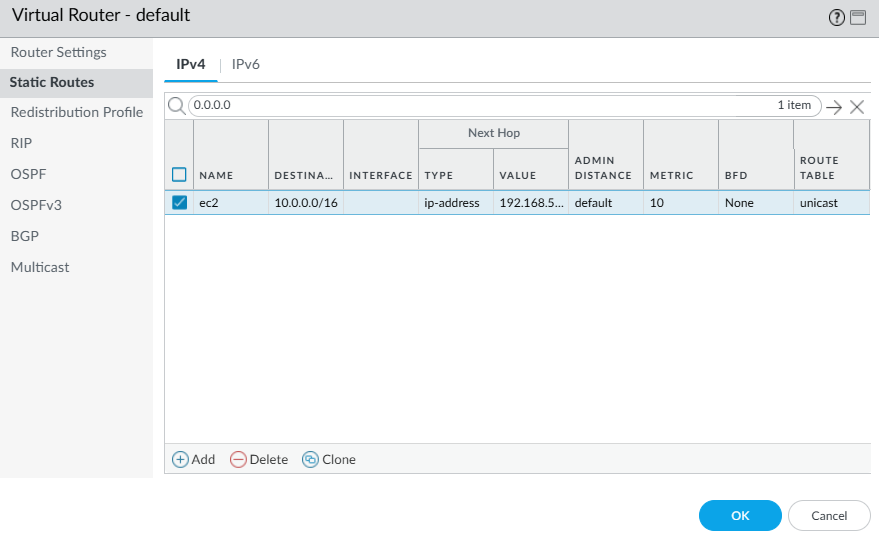 Virtual Router - default
Router Settings
Static Routes
Redistribution Profile
RIP
OSPF
OSPFv3
BGP
Multicast
IPv4 IPv6
0.0.0.0 1 item
Next Hop
NAME DESTINA... INTERFACE TYPE VALUE ADMIN DISTANCE METRIC BFD ROUTE TABLE
ec2 10.0.0.0/16 ip-address 192.168.5... default 10 None unicast
Add Delete Clone
OK Cancel